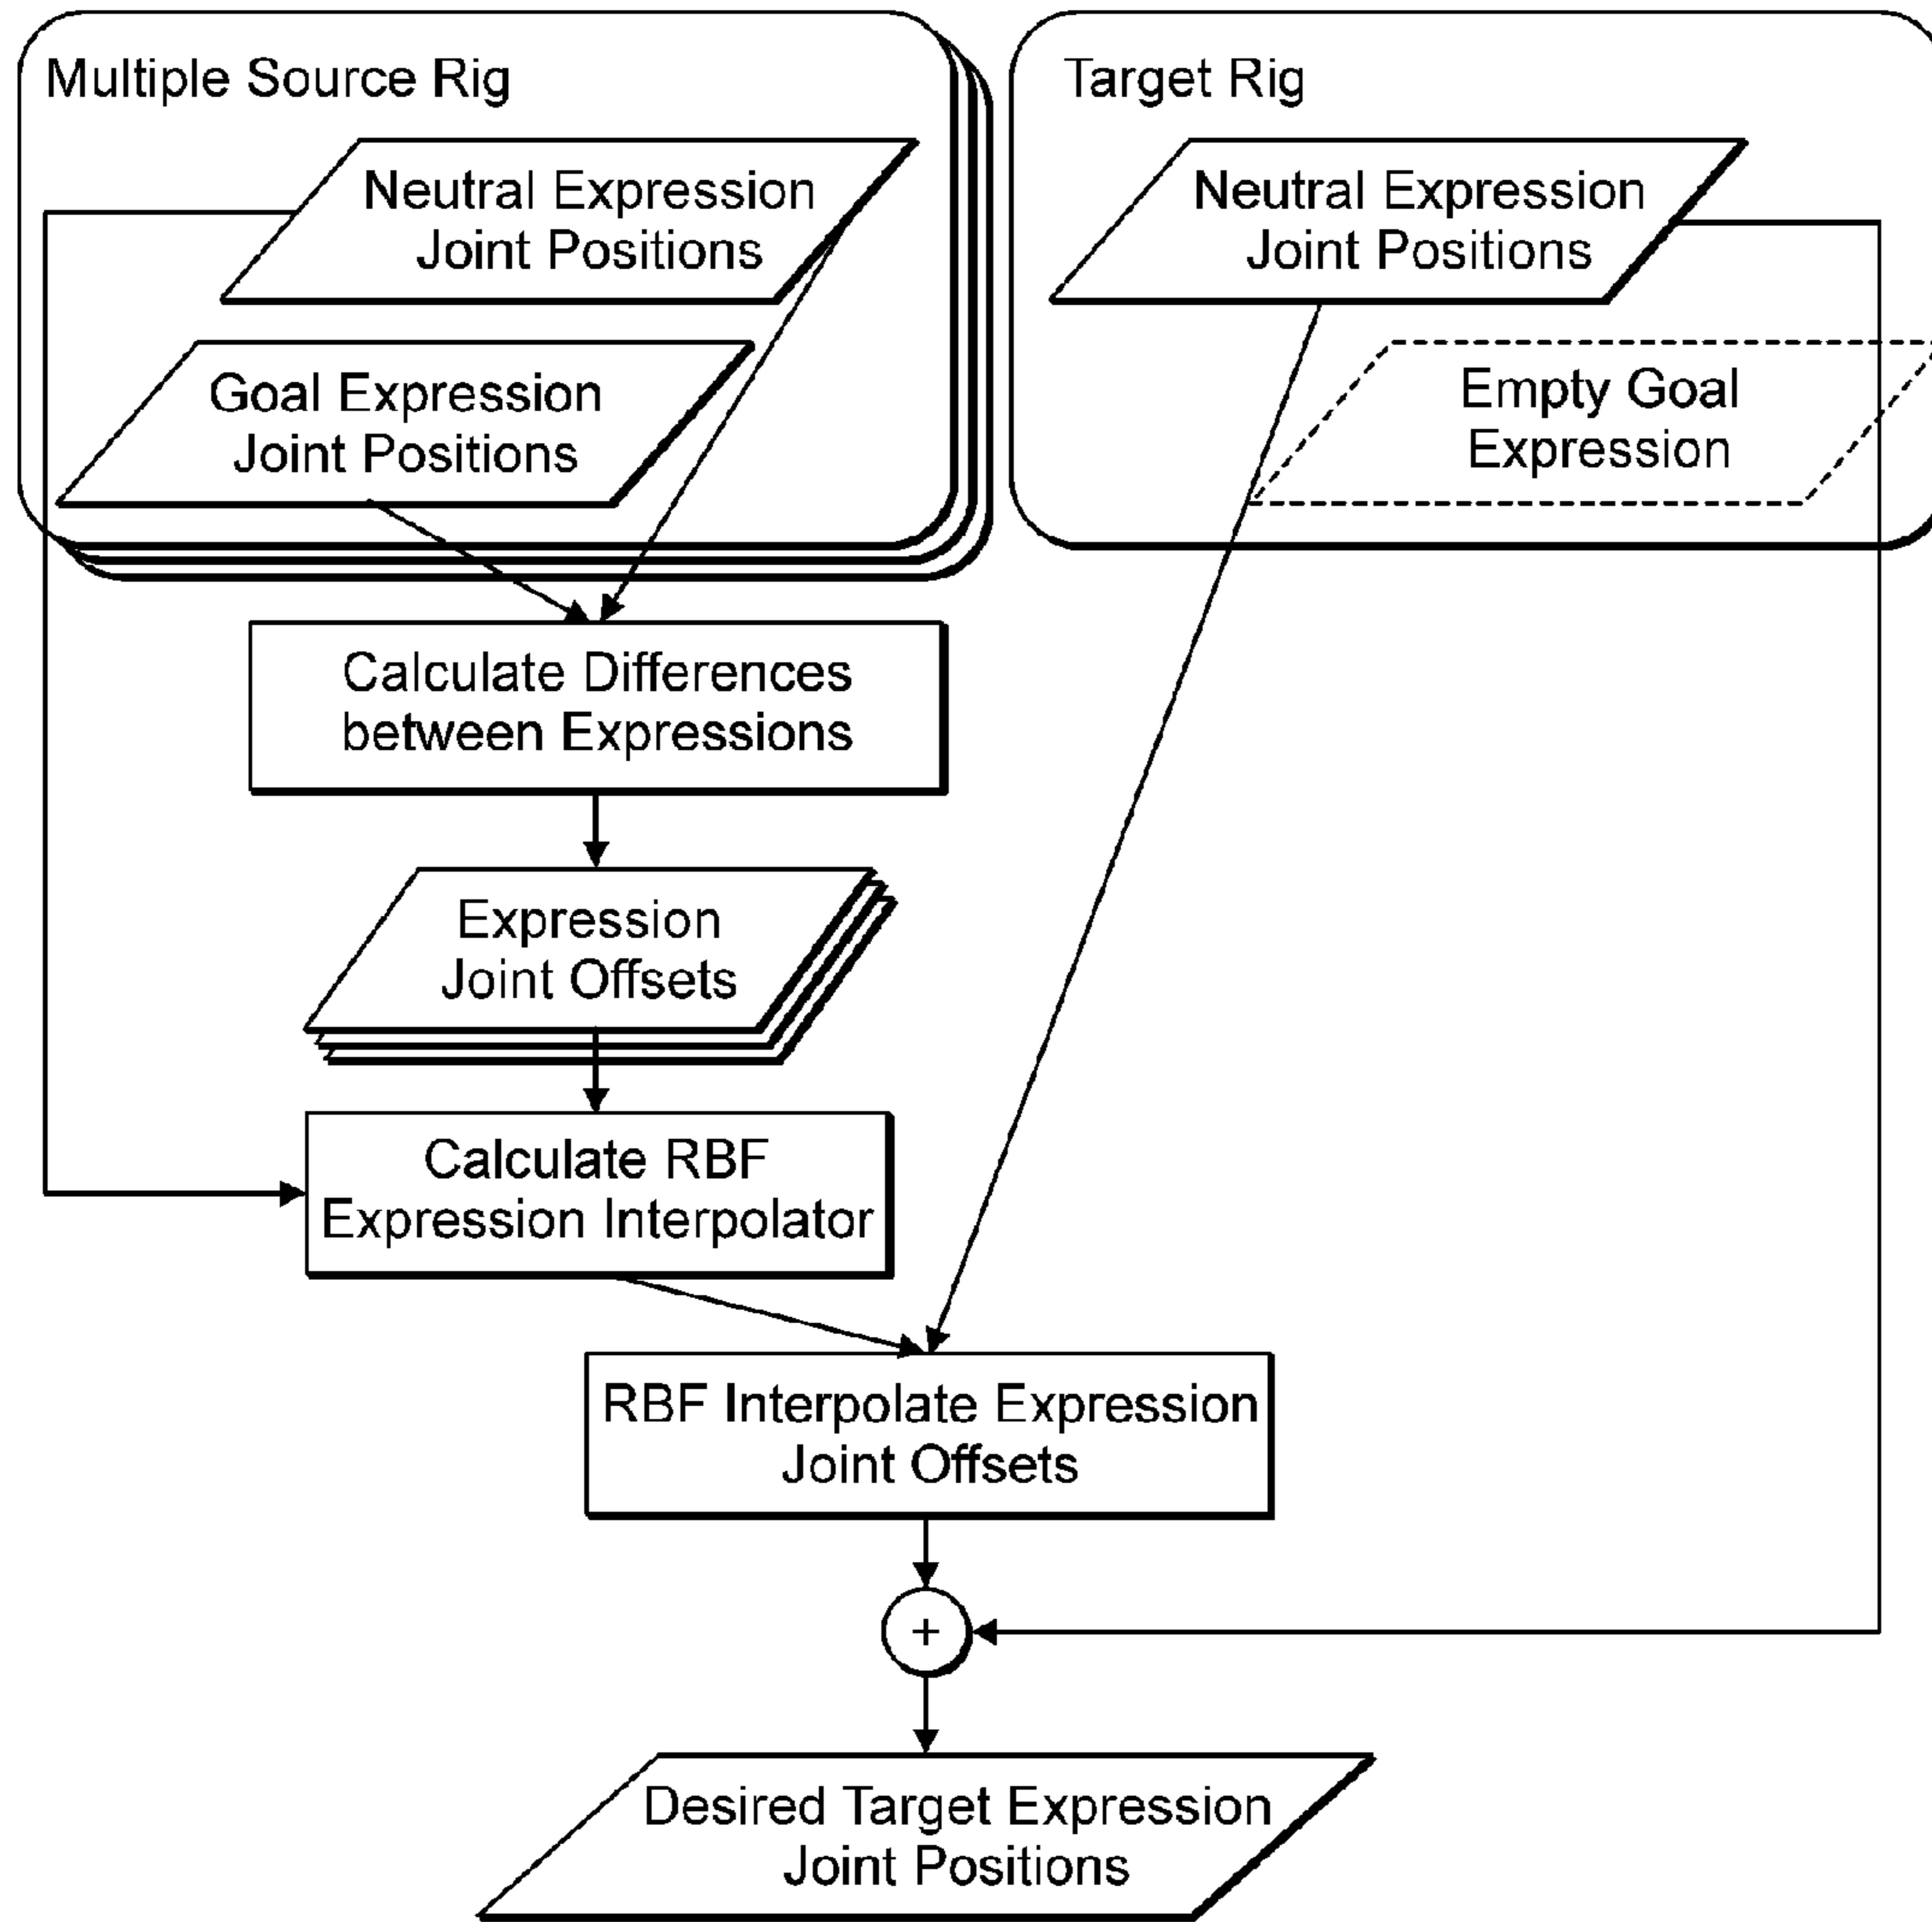 Multiple Source Rig
Neutral Expression
Joint Positions
Goal Expression
Joint Positions
Target Rig
Neutral Expression
Joint Positions
Empty Goal
Expression
Calculate Differences
between Expressions
Expression
Joint Offsets
Calculate RBF
Expression Interpolator
RBF Interpolate Expression
Joint Offsets
+
Desired Target Expression
Joint Positions